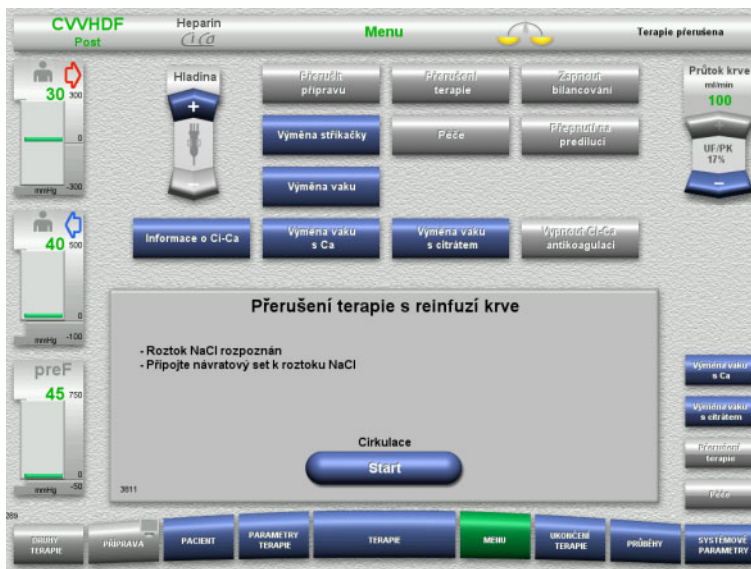 CVVHDF
Post
Heparin
CiCa
Menu
Terapie přerušena
30
300
0
mmHg
-300
Hladina
+
−
Přerušit
přípravu
Přerušení
terapie
Zapnout
bilancování
Výměna stříkačky
Péče
Přepnutí na
prediluci
Výměna vaku
Informace o Ci-Ca
Výměna vaku
s Ca
Výměna vaku
s citrátem
Vypnout Ci-Ca
antikoagulaci
Průtok krve
ml/min
100
+
UF/PK
17%
−
40
500
0
mmHg
-100
preF
45
750
0
mmHg
-50
Přerušení terapie s reinfuzí krve
- Roztok NaCl rozpoznán
- Připojte návratový set k roztoku NaCl
Cirkulace
Start
3811
Výměna vaku
s Ca
Výměna vaku
s citrátem
Přerušení
terapie
Péče
289
DRUHY
TERAPIE
PŘÍPRAVA
PACIENT
PARAMETRY
TERAPIE
TERAPIE
MENU
UKONČENÍ
TERAPIE
PRŮBĚHY
SYSTÉMOVÉ
PARAMETRY